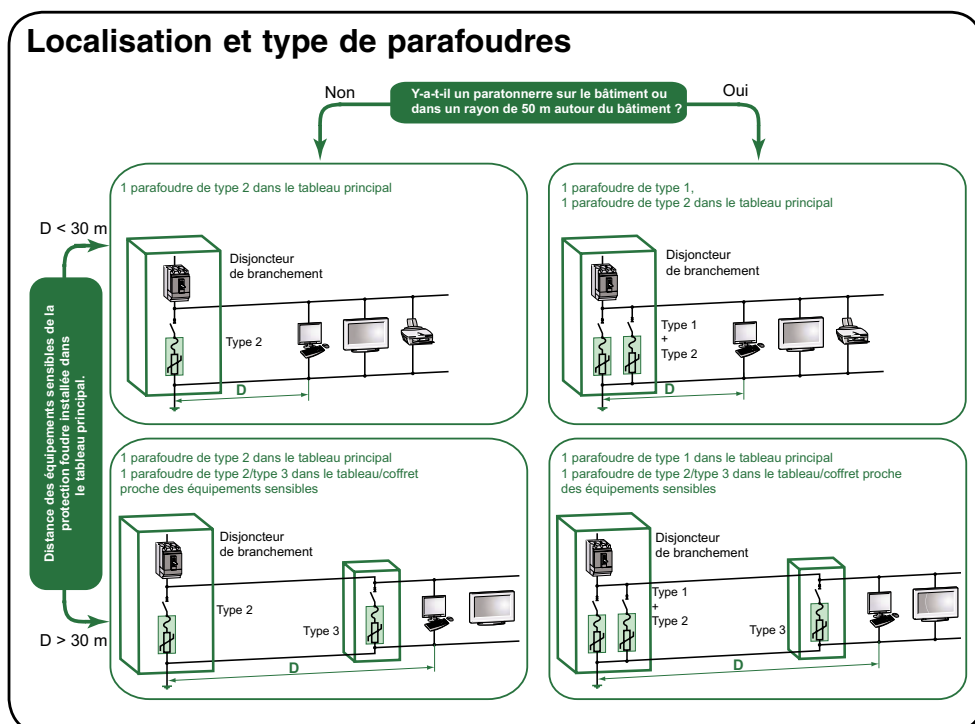 Localisation et type de parafoudres
Non
Y-a-t-il un paratonnerre sur le bâtiment ou
dans un rayon de 50 m autour du bâtiment ?
Oui
D < 30 m
Distance des équipements sensibles de la
protection foudre installée dans
le tableau principal.
D > 30 m
1 parafoudre de type 2 dans le tableau principal
Disjoncteur
de branchement
Type 2
D
1 parafoudre de type 1,
1 parafoudre de type 2 dans le tableau principal
Disjoncteur
de branchement
Type 1
+
Type 2
D
1 parafoudre de type 2 dans le tableau principal
1 parafoudre de type 2/type 3 dans le tableau/coffret
proche des équipements sensibles
Disjoncteur
de branchement
Type 2
Type 3
D
1 parafoudre de type 1 dans le tableau principal
1 parafoudre de type 2/type 3 dans le tableau/coffret proche
des équipements sensibles
Disjoncteur
de branchement
Type 1
+
Type 2
Type 3
D